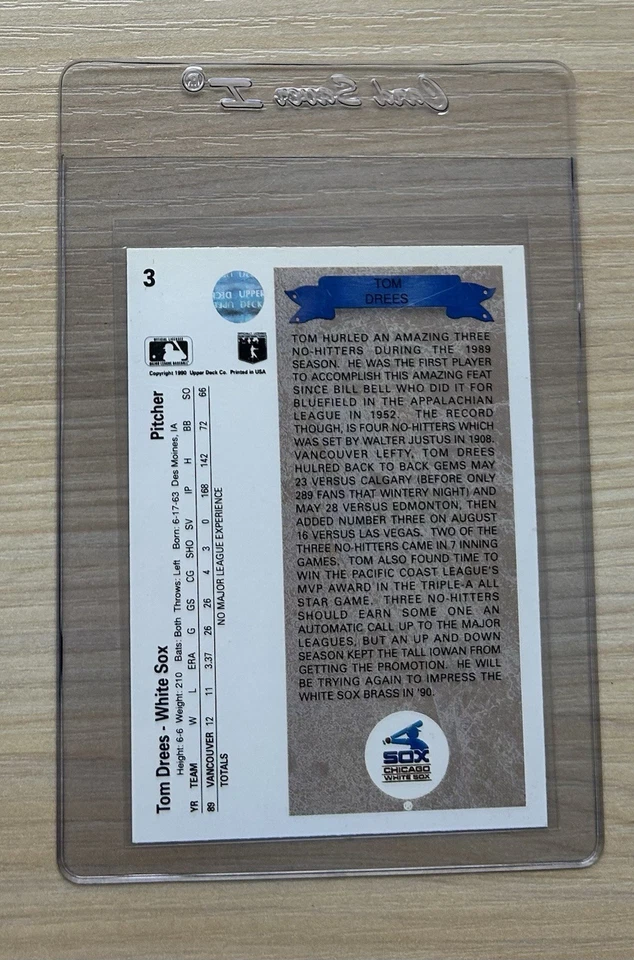 Card Saver I®
3
UPPER
DECK
OFFICIAL LICENSEE
MAJOR LEAGUE BASEBALL
Copyright 1990 Upper Deck Co. Printed in USA
Tom Drees - White Sox Pitcher
Height: 6-6 Weight: 210 Bats: Both Throws: Left Born: 6-17-63 Des Moines, IA
YR TEAM W L ERA G GS CG SHO SV IP H BB SO
89 VANCOUVER 12 11 3.37 26 26 4 3 0 168 142 72 66
TOTALS NO MAJOR LEAGUE EXPERIENCE
TOM
DREES
TOM HURLED AN AMAZING THREE
NO-HITTERS DURING THE 1989
SEASON. HE WAS THE FIRST PLAYER
TO ACCOMPLISH THIS AMAZING FEAT
SINCE BILL BELL WHO DID IT FOR
BLUEFIELD IN THE APPALACHIAN
LEAGUE IN 1952. THE RECORD
THOUGH, IS FOUR NO-HITTERS WHICH
WAS SET BY WALTER JUSTUS IN 1908.
VANCOUVER LEFTY, TOM DREES
HULRED BACK TO BACK GEMS MAY
23 VERSUS CALGARY (BEFORE ONLY
289 FANS THAT WINTERY NIGHT) AND
MAY 28 VERSUS EDMONTON, THEN
ADDED NUMBER THREE ON AUGUST
16 VERSUS LAS VEGAS. TWO OF THE
THREE NO-HITTERS CAME IN 7 INNING
GAMES. TOM ALSO FOUND TIME TO
WIN THE PACIFIC COAST LEAGUE'S
MVP AWARD IN THE TRIPLE-A ALL
STAR GAME. THREE NO-HITTERS
SHOULD EARN SOME ONE AN
AUTOMATIC CALL UP TO THE MAJOR
LEAGUES, BUT AN UP AND DOWN
SEASON KEPT THE TALL IOWAN FROM
GETTING THE PROMOTION. HE WILL
BE TRYING AGAIN TO IMPRESS THE
WHITE SOX BRASS IN '90.
SOX
CHICAGO
WHITE SOX